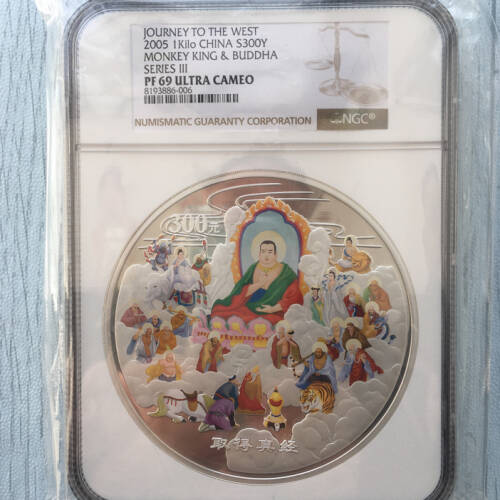 JOURNEY TO THE WEST
2005 1Kilo CHINA S300Y
MONKEY KING & BUDDHA
SERIES III
PF 69 ULTRA CAMEO
8193886-006
NUMISMATIC GUARANTY CORPORATION
NGC®
300元
取得真经